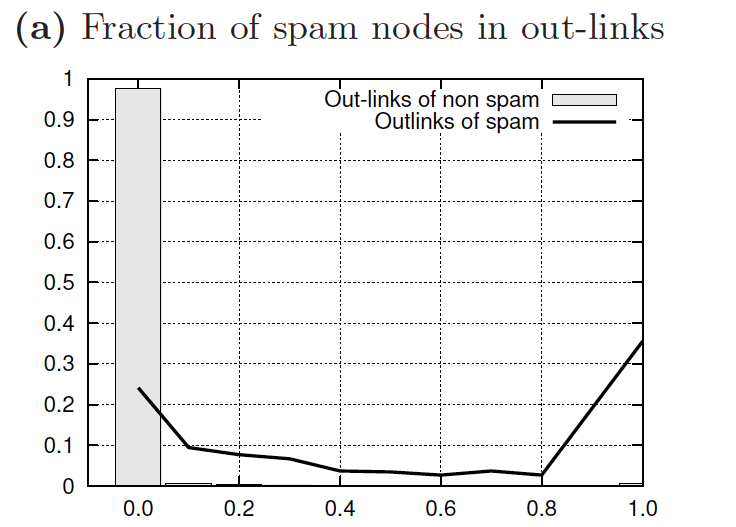 (a) Fraction of spam nodes in out-links
1
Out-links of non spam
0.9
Outlinks of spam
0.8
0.7
0.6
0.5
0.4
0.3
0.2
0.1
0
0.0 0.2 0.4 0.6 0.8 1.0